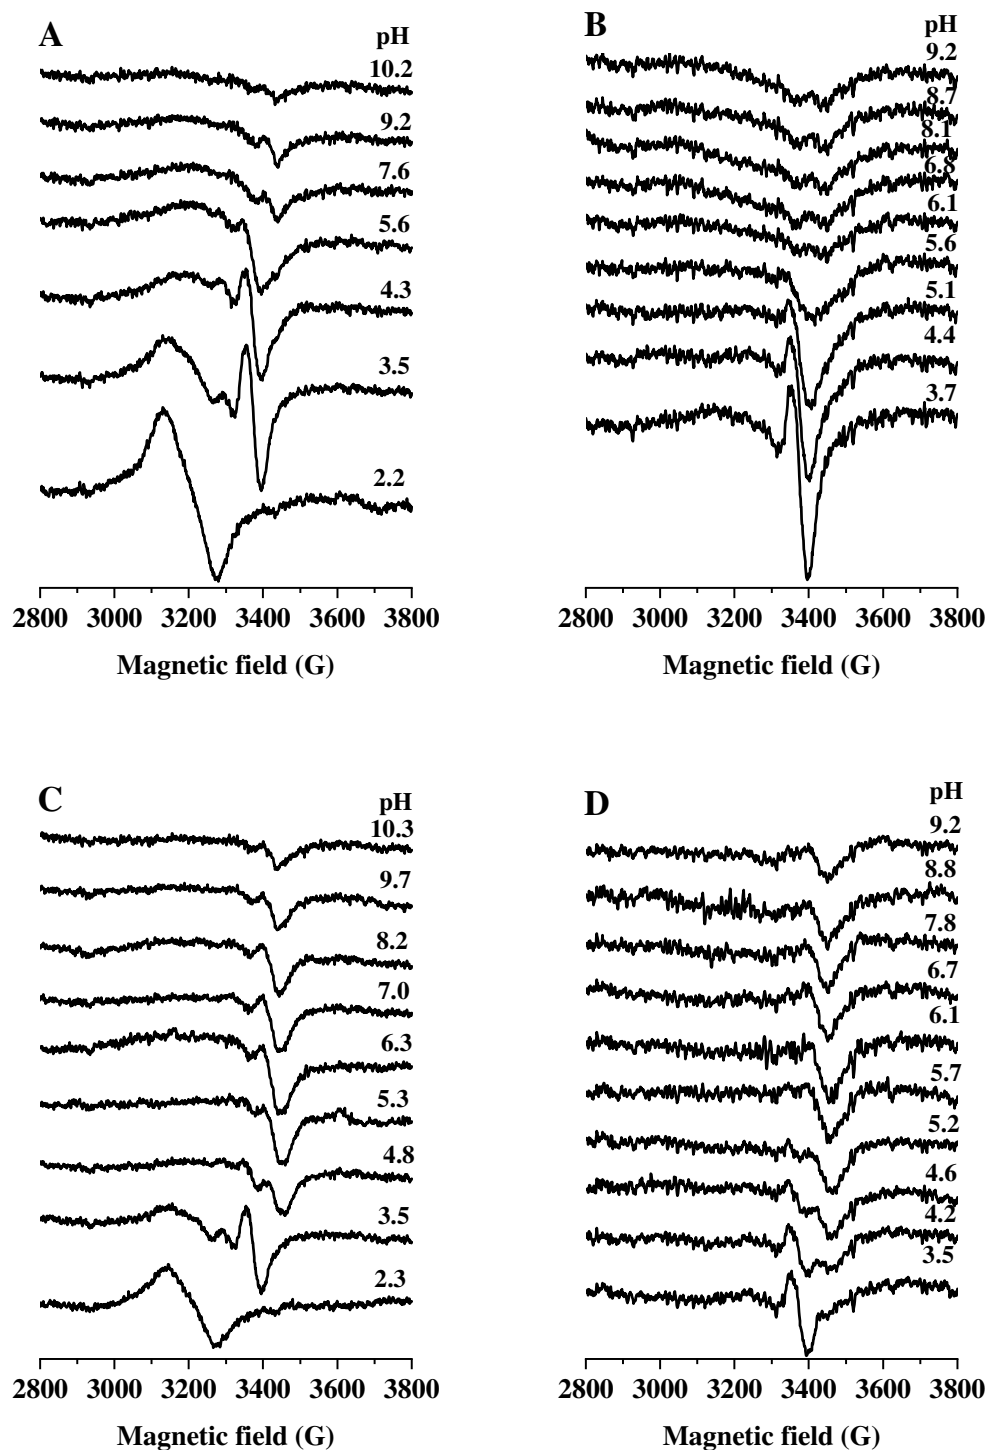 A
pH
10.2
9.2
7.6
5.6
4.3
3.5
2.2
2800 3000 3200 3400 3600 3800
Magnetic field (G)
B
pH
9.2
8.7
8.1
6.8
6.1
5.6
5.1
4.4
3.7
2800 3000 3200 3400 3600 3800
Magnetic field (G)
C
pH
10.3
9.7
8.2
7.0
6.3
5.3
4.8
3.5
2.3
2800 3000 3200 3400 3600 3800
Magnetic field (G)
D
pH
9.2
8.8
7.8
6.7
6.1
5.7
5.2
4.6
4.2
3.5
2800 3000 3200 3400 3600 3800
Magnetic field (G)